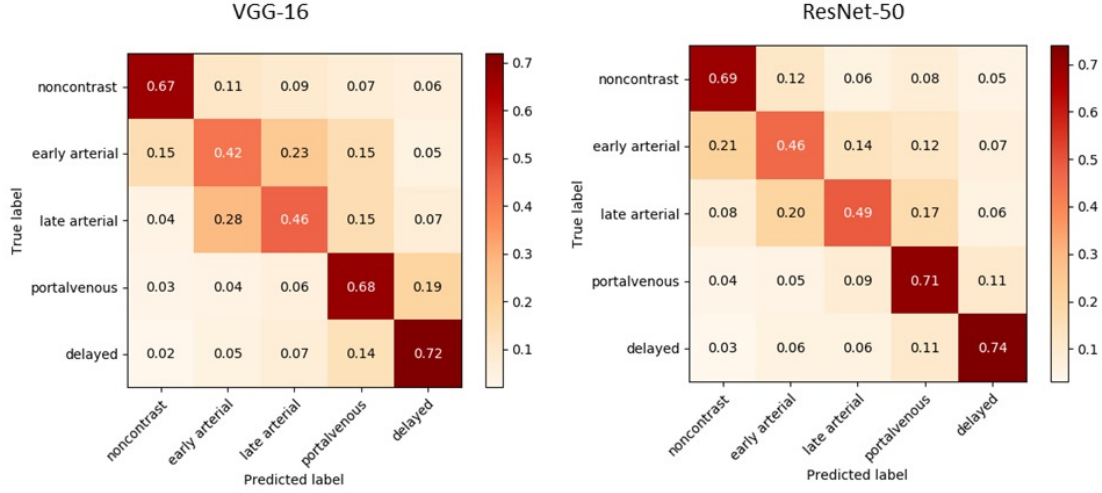 VGG-16
True label
noncontrast 0.67 0.11 0.09 0.07 0.06
early arterial 0.15 0.42 0.23 0.15 0.05
late arterial 0.04 0.28 0.46 0.15 0.07
portalvenous 0.03 0.04 0.06 0.68 0.19
delayed 0.02 0.05 0.07 0.14 0.72
noncontrast early arterial late arterial portalvenous delayed
Predicted label
0.7
0.6
0.5
0.4
0.3
0.2
0.1
ResNet-50
True label
noncontrast 0.69 0.12 0.06 0.08 0.05
early arterial 0.21 0.46 0.14 0.12 0.07
late arterial 0.08 0.20 0.49 0.17 0.06
portalvenous 0.04 0.05 0.09 0.71 0.11
delayed 0.03 0.06 0.06 0.11 0.74
noncontrast early arterial late arterial portalvenous delayed
Predicted label
0.7
0.6
0.5
0.4
0.3
0.2
0.1